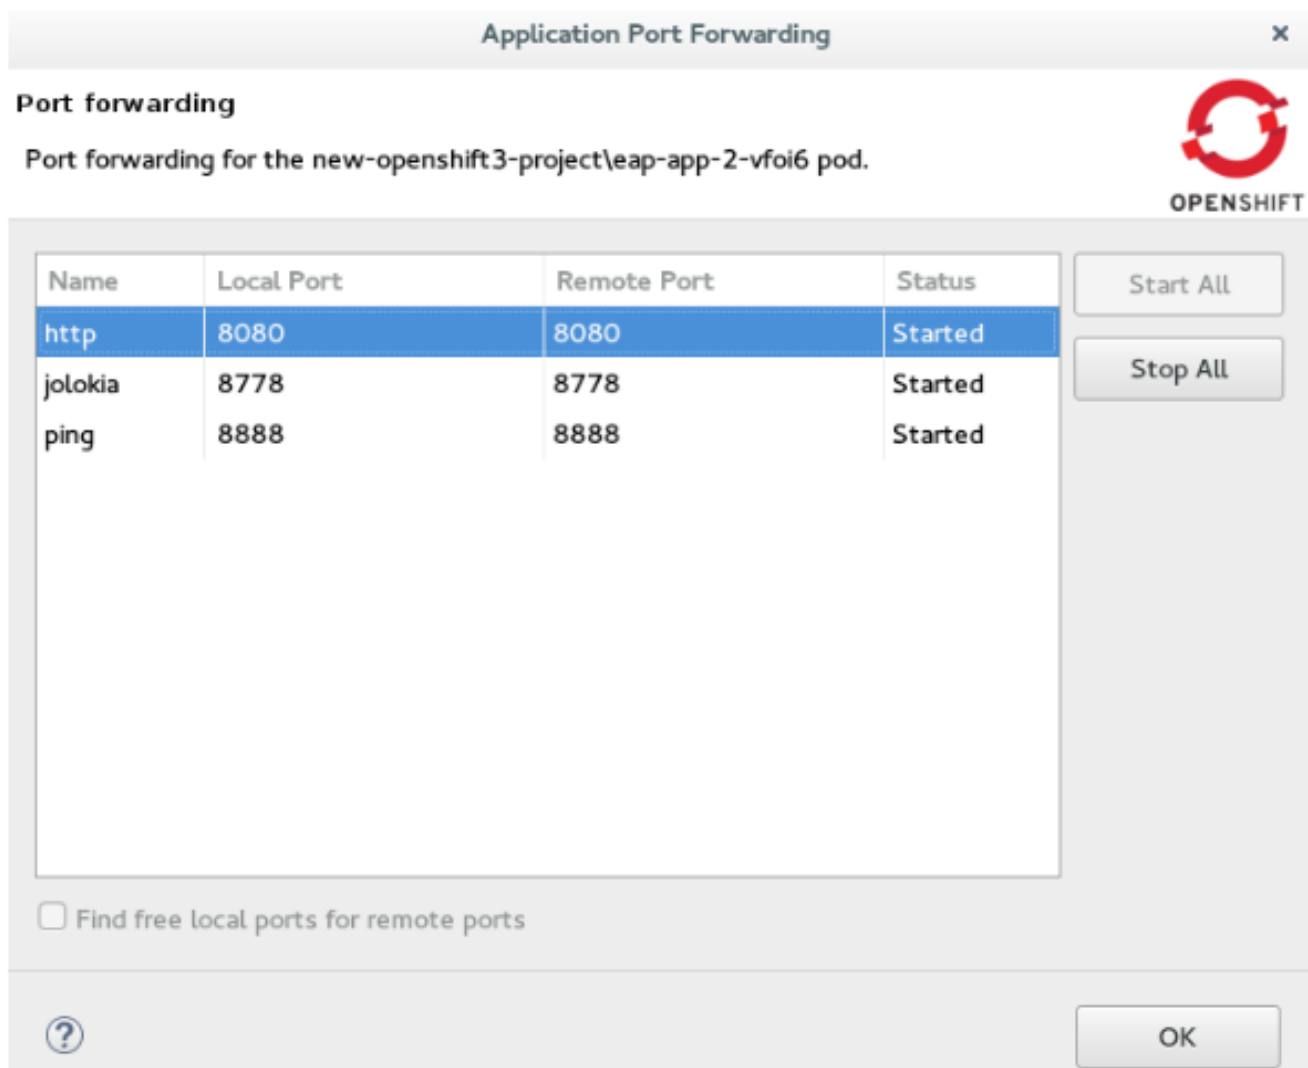 Application Port Forwarding
Port forwarding
Port forwarding for the new-openshift3-project\eap-app-2-vfoi6 pod.
OPENSHIFT
Name Local Port Remote Port Status
http 8080 8080 Started
jolokia 8778 8778 Started
ping 8888 8888 Started
Start All
Stop All
Find free local ports for remote ports
?
OK